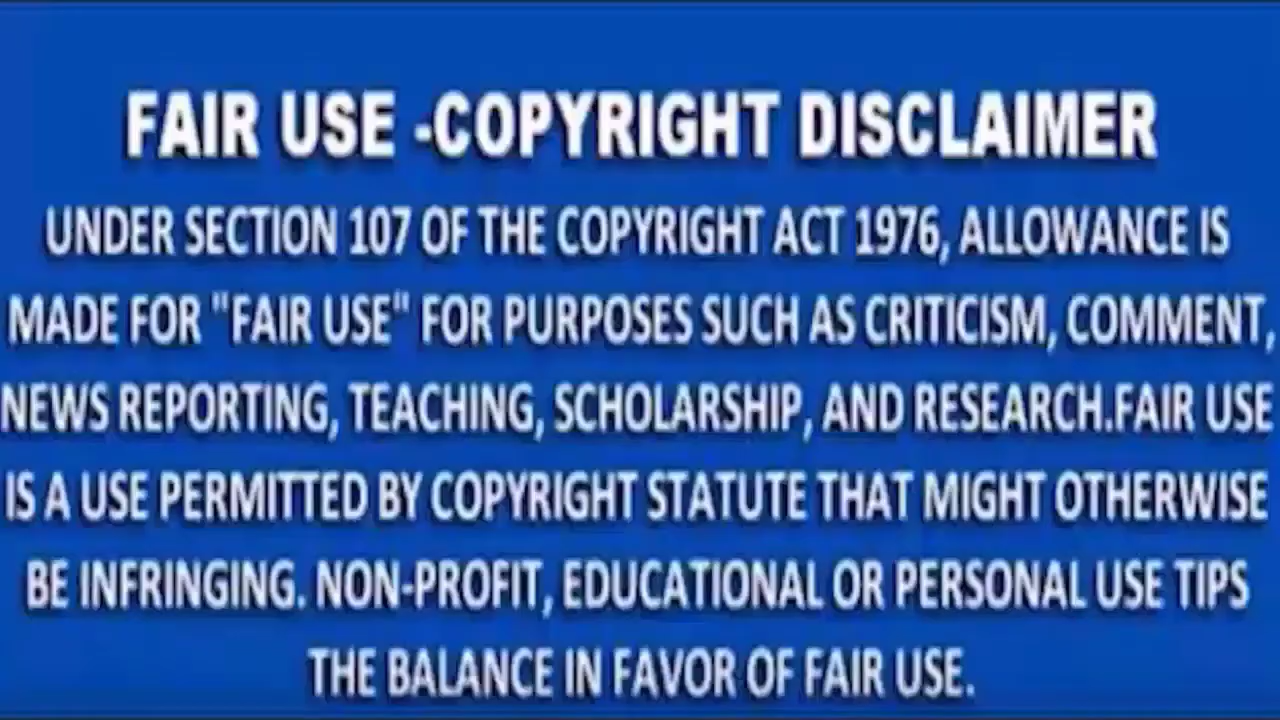 FAIR USE -COPYRIGHT DISCLAIMER
UNDER SECTION 107 OF THE COPYRIGHT ACT 1976, ALLOWANCE IS
MADE FOR "FAIR USE" FOR PURPOSES SUCH AS CRITICISM, COMMENT,
NEWS REPORTING, TEACHING, SCHOLARSHIP, AND RESEARCH.FAIR USE
IS A USE PERMITTED BY COPYRIGHT STATUTE THAT MIGHT OTHERWISE
BE INFRINGING. NON-PROFIT, EDUCATIONAL OR PERSONAL USE TIPS
THE BALANCE IN FAVOR OF FAIR USE.